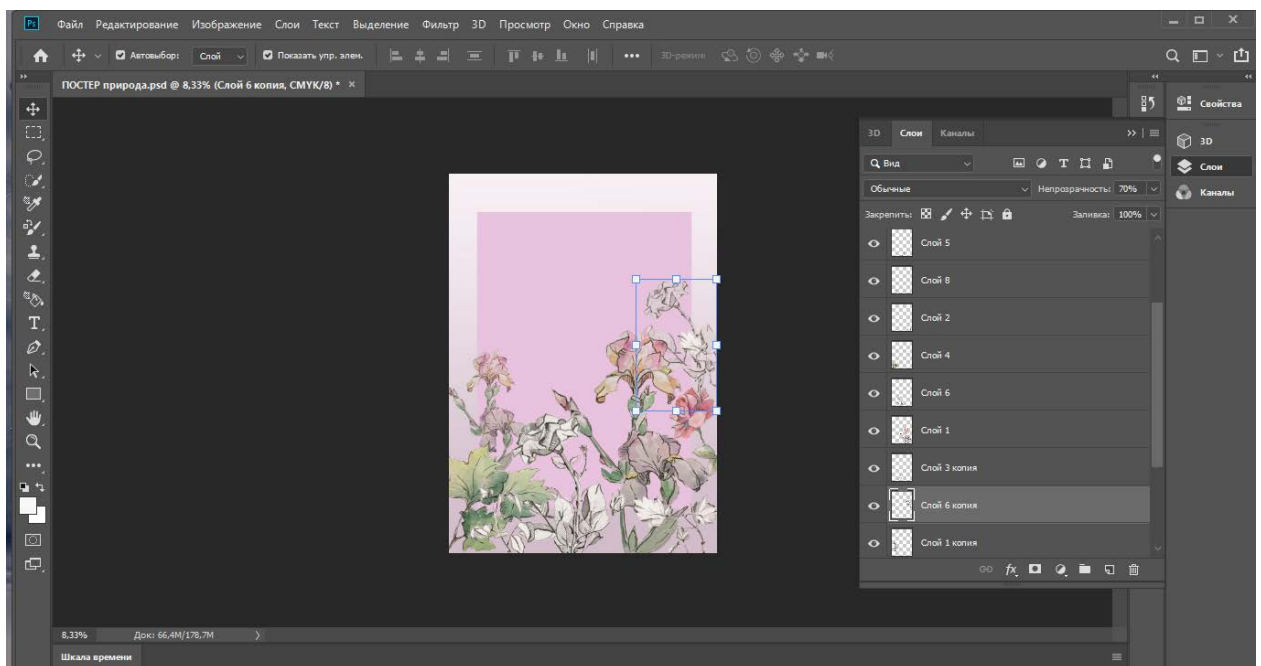 Ps Файл Редактирование Изображение Слои Текст Выделение Фильтр 3D Просмотр Окно Справка
Автовыбор: Слой Показать упр. элем. 3D-режим:
ПОСТЕР природа.psd @ 8,33% (Слой 6 копия, CMYK/8) *
Свойства
3D
Слои
Каналы
3D Слои Каналы
Вид
Обычные Непрозрачность: 70%
Закрепить: Заливка: 100%
Слой 5
Слой 8
Слой 2
Слой 4
Слой 6
Слой 1
Слой 3 копия
Слой 6 копия
Слой 1 копия
8,33% Док: 66,4M/178,7M
Шкала времени